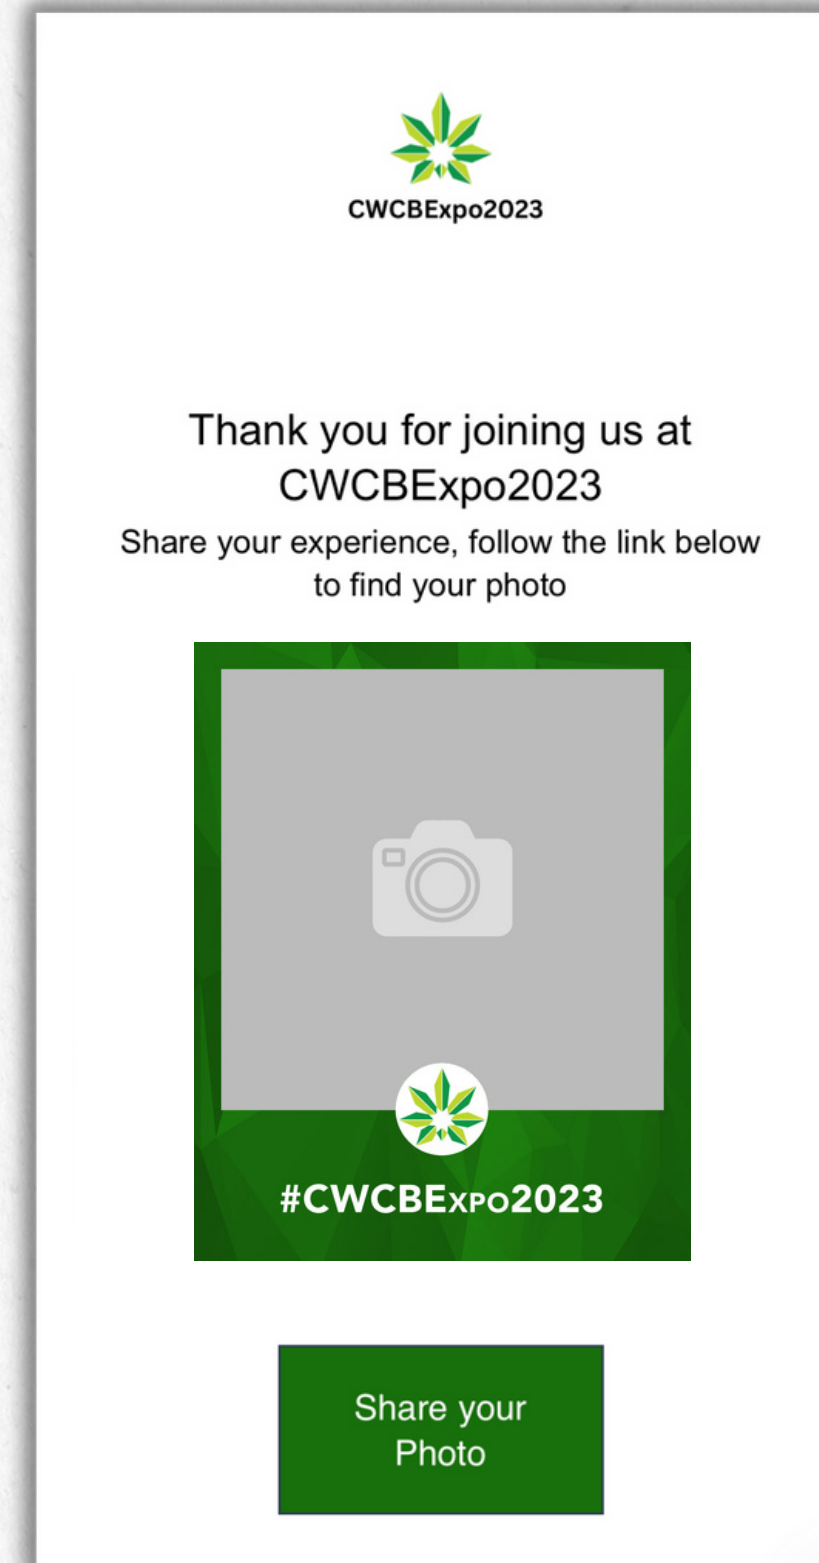 CWCBExpo2023
Thank you for joining us at
CWCBExpo2023
Share your experience, follow the link below
to find your photo
#CWCBExpo2023
Share your
Photo